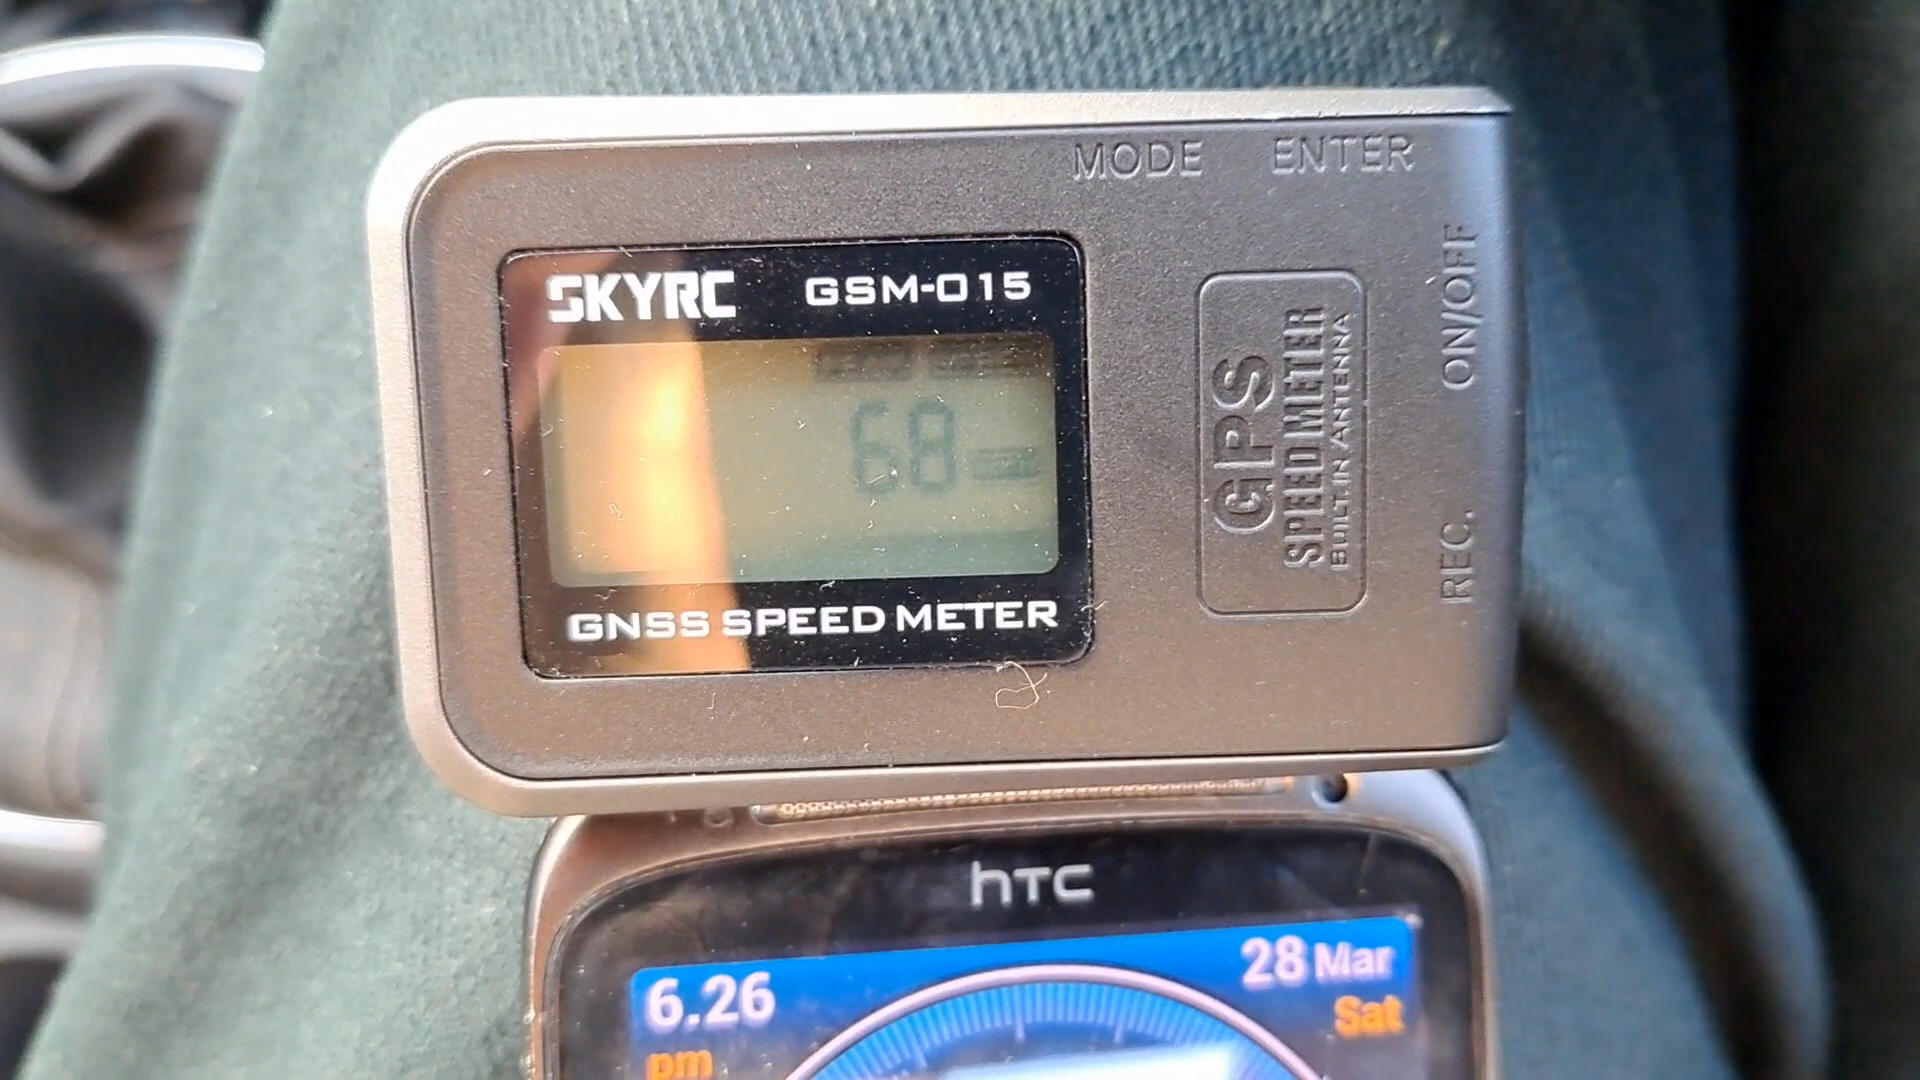 MODE ENTER
ON/OFF
REC.
SKYRC GSM-015
68
GNSS SPEED METER
GPS
SPEED METER
BUILT IN ANTENNA
hTC
6.26 28 Mar
pm Sat